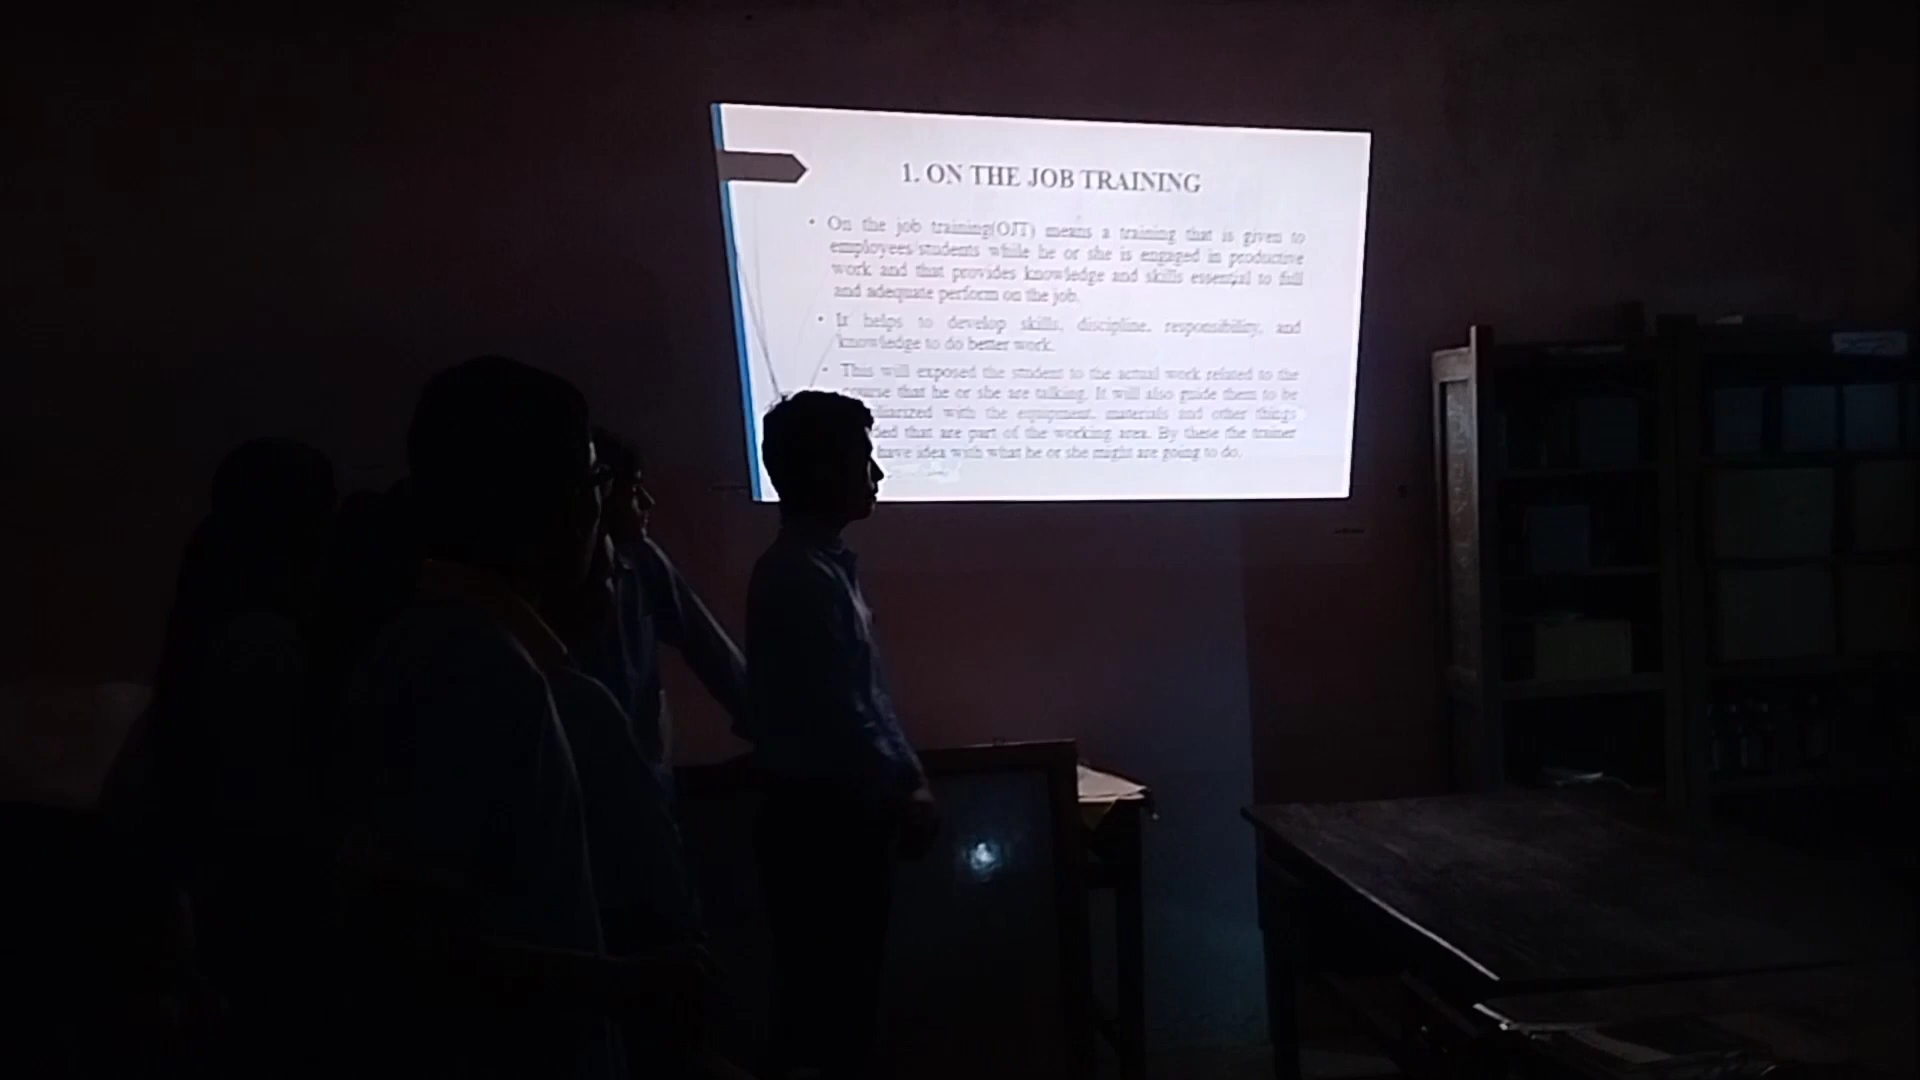 1. ON THE JOB TRAINING
• On the job training(OJT) means a training that is given to
employees/students while he or she is engaged in productive
work and that provides knowledge and skills essential to full
and adequate perform on the job.
• It helps to develop skills, discipline, responsibility, and
knowledge to do better work.
• This will exposed the student to the actual work related to the
course that he or she are talking. It will also guide them to be
with the equipment, materials and other things
that are part of the working area. By these the trainer
have idea with what he or she might are going to do.